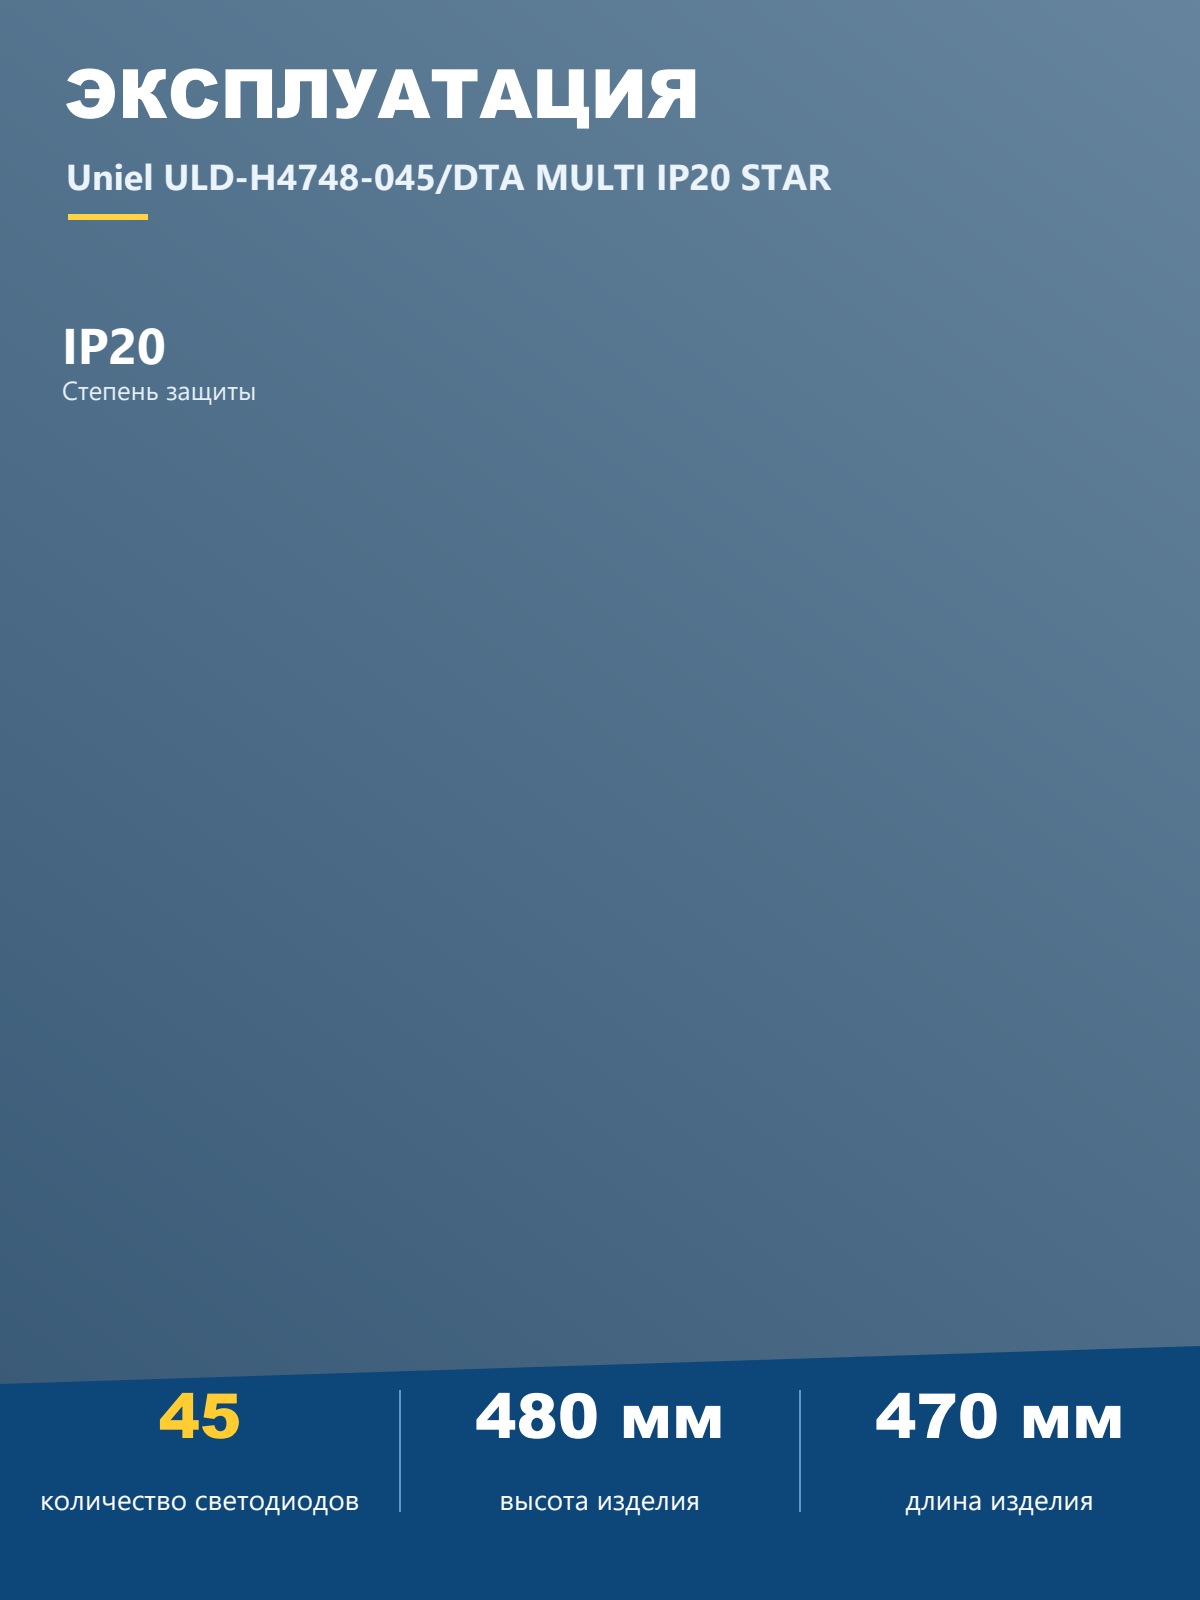 ЭКСПЛУАТАЦИЯ
Uniel ULD-H4748-045/DTA MULTI IP20 STAR
IP20
Степень защиты
45
количество светодиодов
480 мм
высота изделия
470 мм
длина изделия